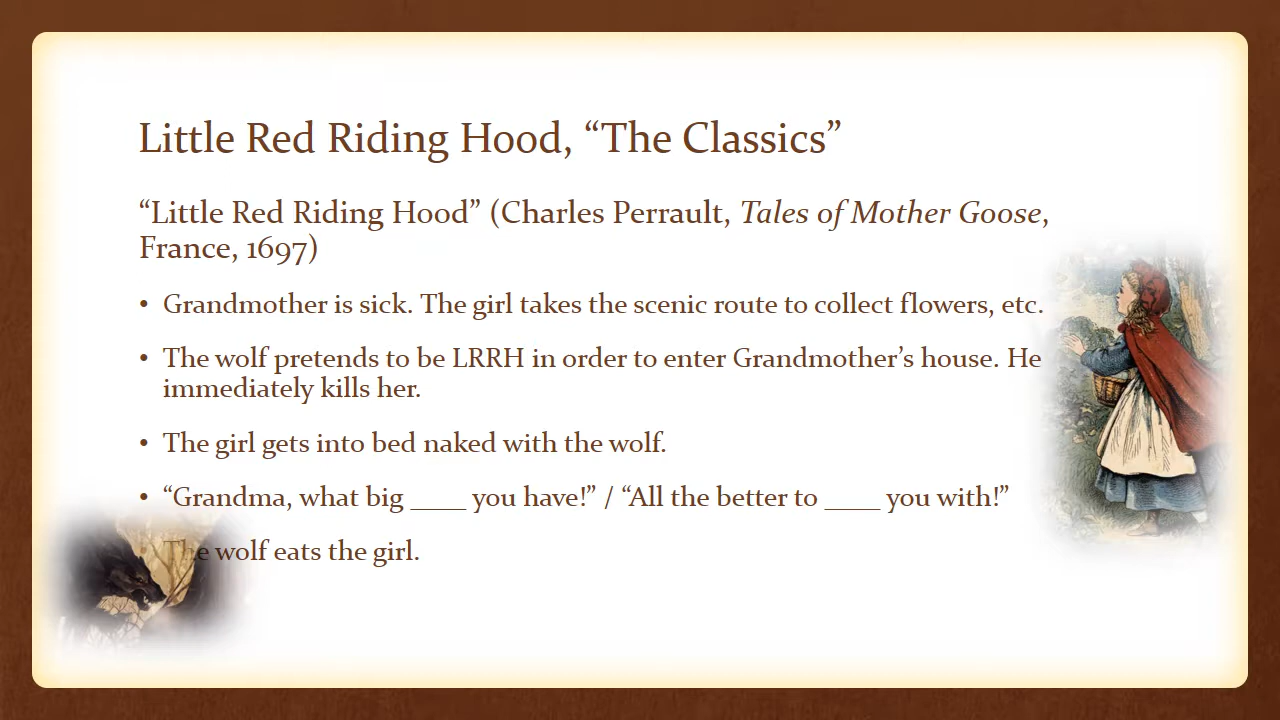 Little Red Riding Hood, “The Classics”
“Little Red Riding Hood” (Charles Perrault, Tales of Mother Goose,
France, 1697)
• Grandmother is sick. The girl takes the scenic route to collect flowers, etc.
• The wolf pretends to be LRRH in order to enter Grandmother’s house. He
immediately kills her.
• The girl gets into bed naked with the wolf.
• “Grandma, what big ____ you have!” / “All the better to ____ you with!”
• The wolf eats the girl.